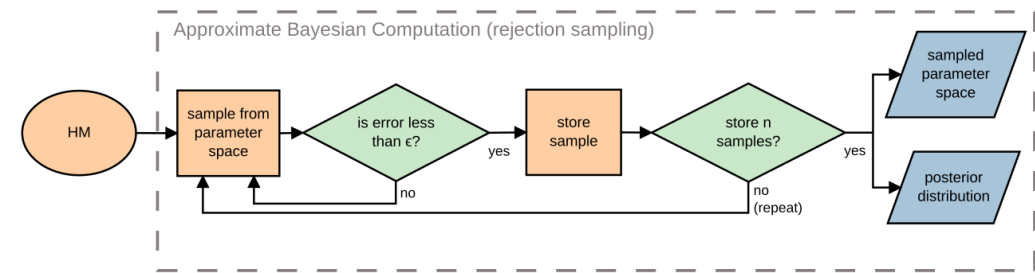 Approximate Bayesian Computation (rejection sampling)
HM
sample from
parameter
space
is error less
than ϵ?
no
yes
store
sample
store n
samples?
no
(repeat)
yes
sampled
parameter
space
posterior
distribution